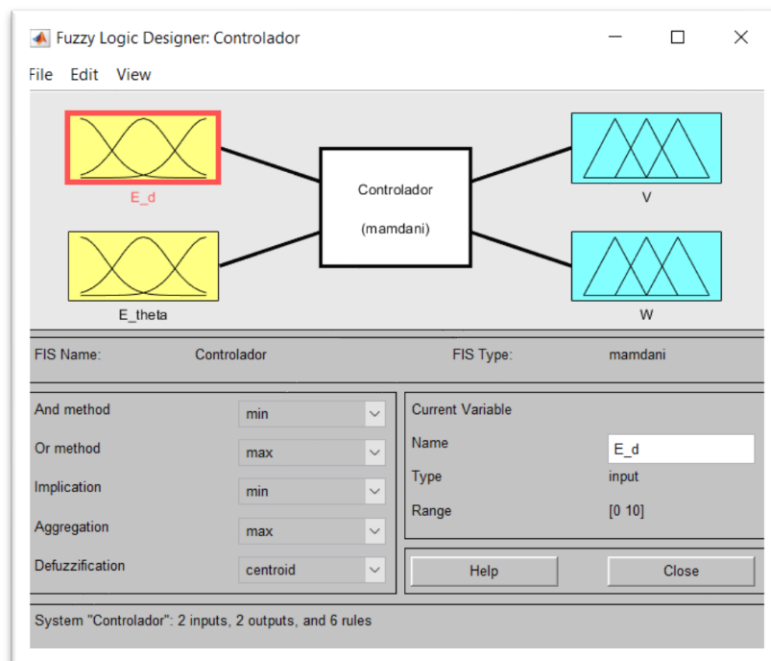 Fuzzy Logic Designer: Controlador
File Edit View
E_d
E_theta
Controlador
(mamdani)
V
W
FIS Name: Controlador FIS Type: mamdani
And method min
Or method max
Implication min
Aggregation max
Defuzzification centroid
Current Variable
Name E_d
Type input
Range [0 10]
Help Close
System "Controlador": 2 inputs, 2 outputs, and 6 rules